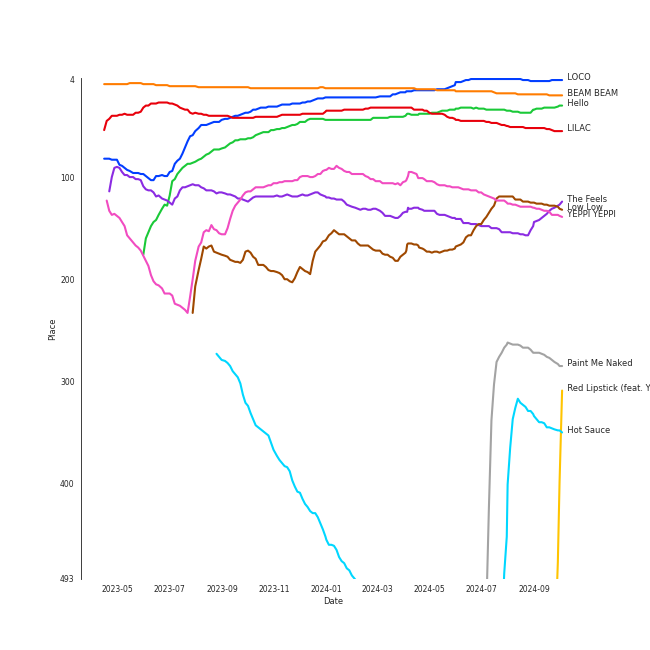 4
100
200
300
400
493
Place
2023-05
2023-07
2023-09
2023-11
2024-01
2024-03
2024-05
2024-07
2024-09
Date
LOCO
BEAM BEAM
Hello
LILAC
The Feels
Low Low
YEPPI YEPPI
Paint Me Naked
Red Lipstick (feat. Y
Hot Sauce